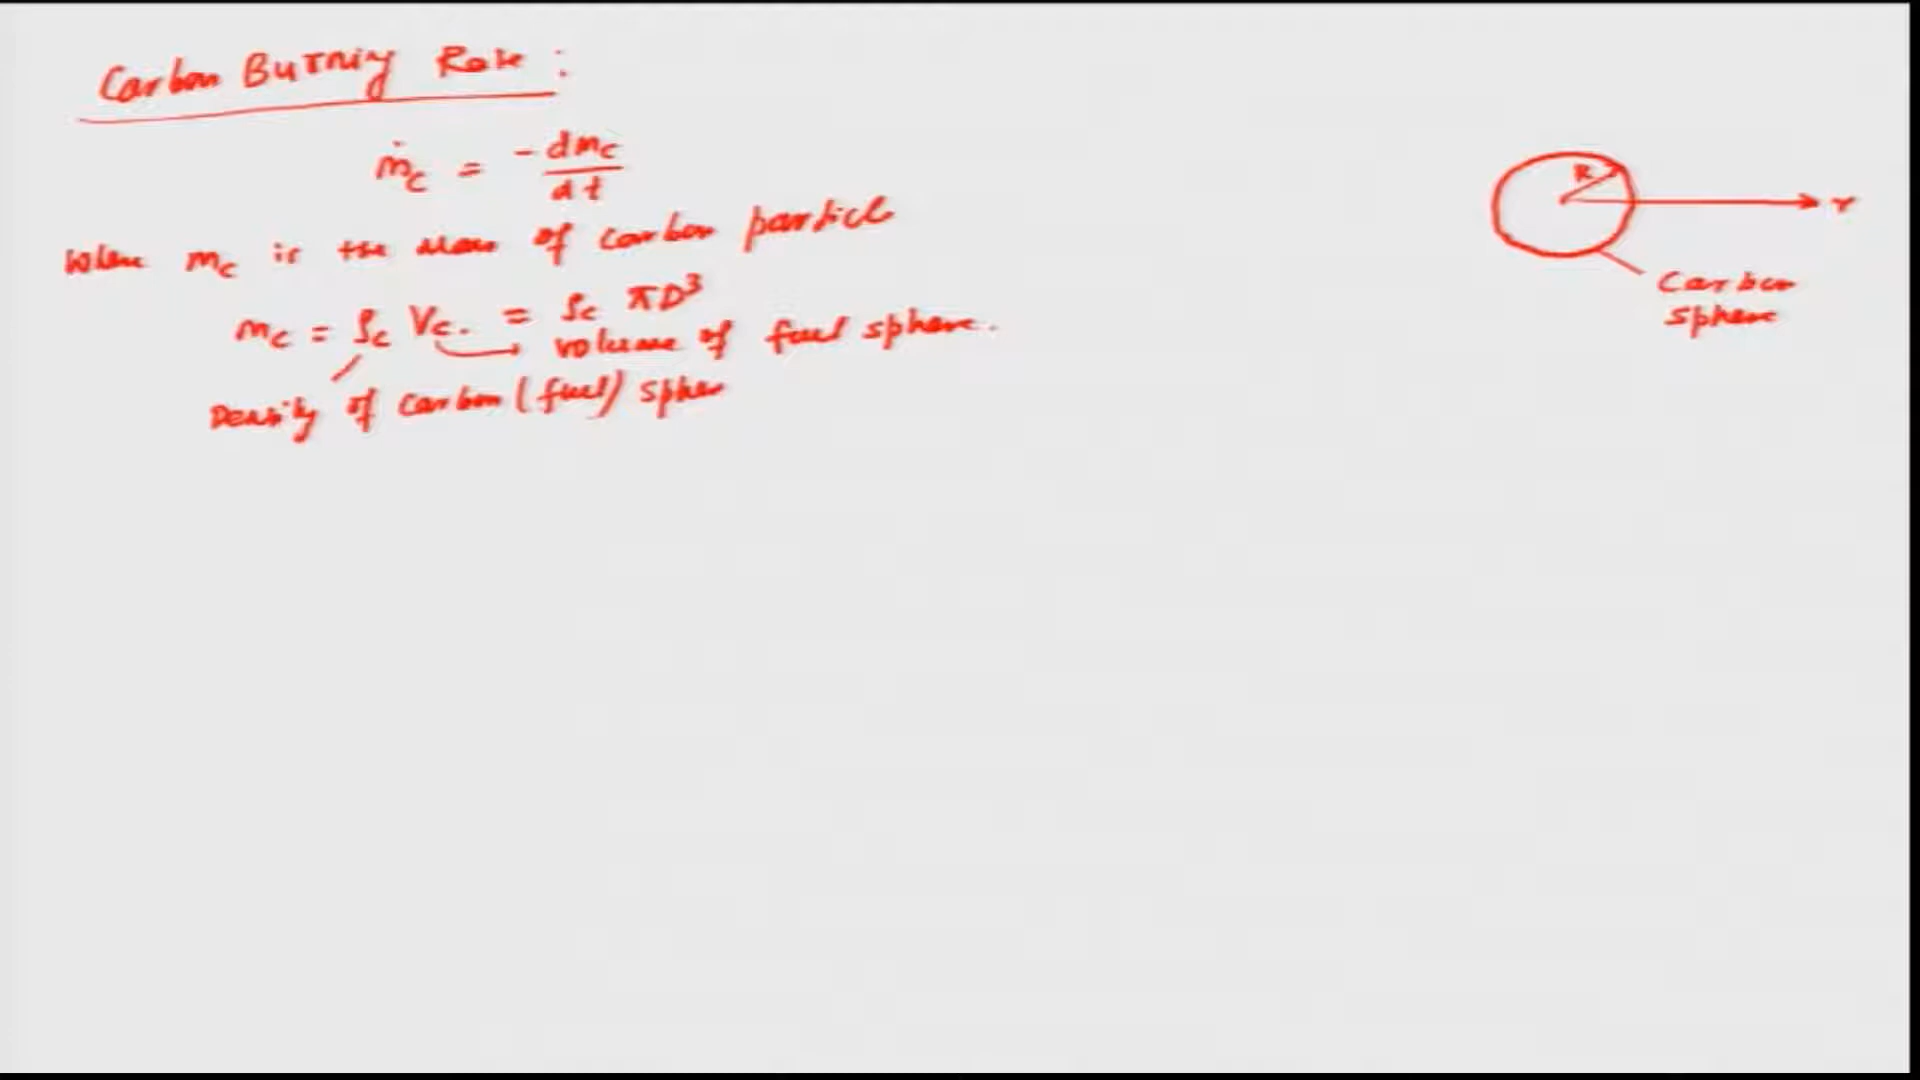 Carbon Burning Rate :
ṁc = -dmc/dt
Where mc is the mass of carbon particle
mc = ρc Vc. = ρc πD³
volume of fuel sphere.
Density of carbon (fuel) spher
R
r
Carbon
sphere